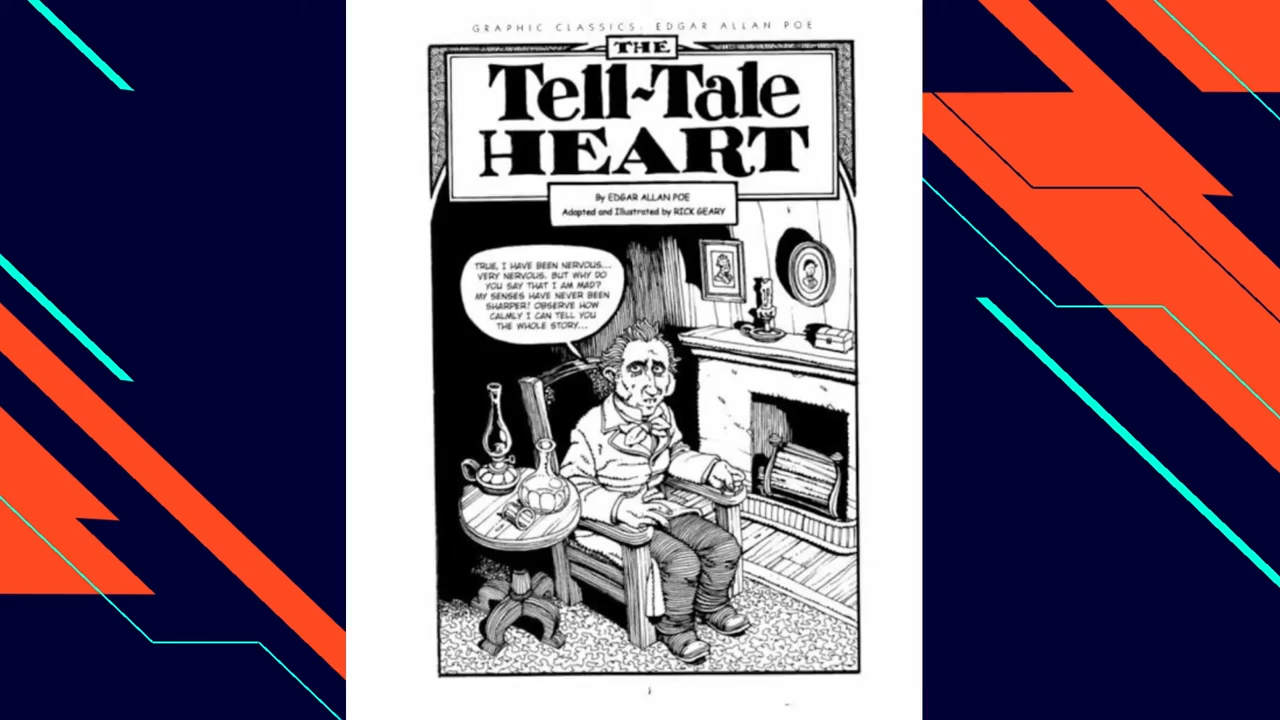 GRAPHIC CLASSICS: EDGAR ALLAN POE
THE
Tell~Tale
HEART
By EDGAR ALLAN POE
Adapted and Illustrated by RICK GEARY
TRUE, I HAVE BEEN NERVOUS...
VERY NERVOUS. BUT WHY DO
YOU SAY THAT I AM MAD?
MY SENSES HAVE NEVER BEEN
SHARPER! OBSERVE HOW
CALMLY I CAN TELL YOU
THE WHOLE STORY...
1